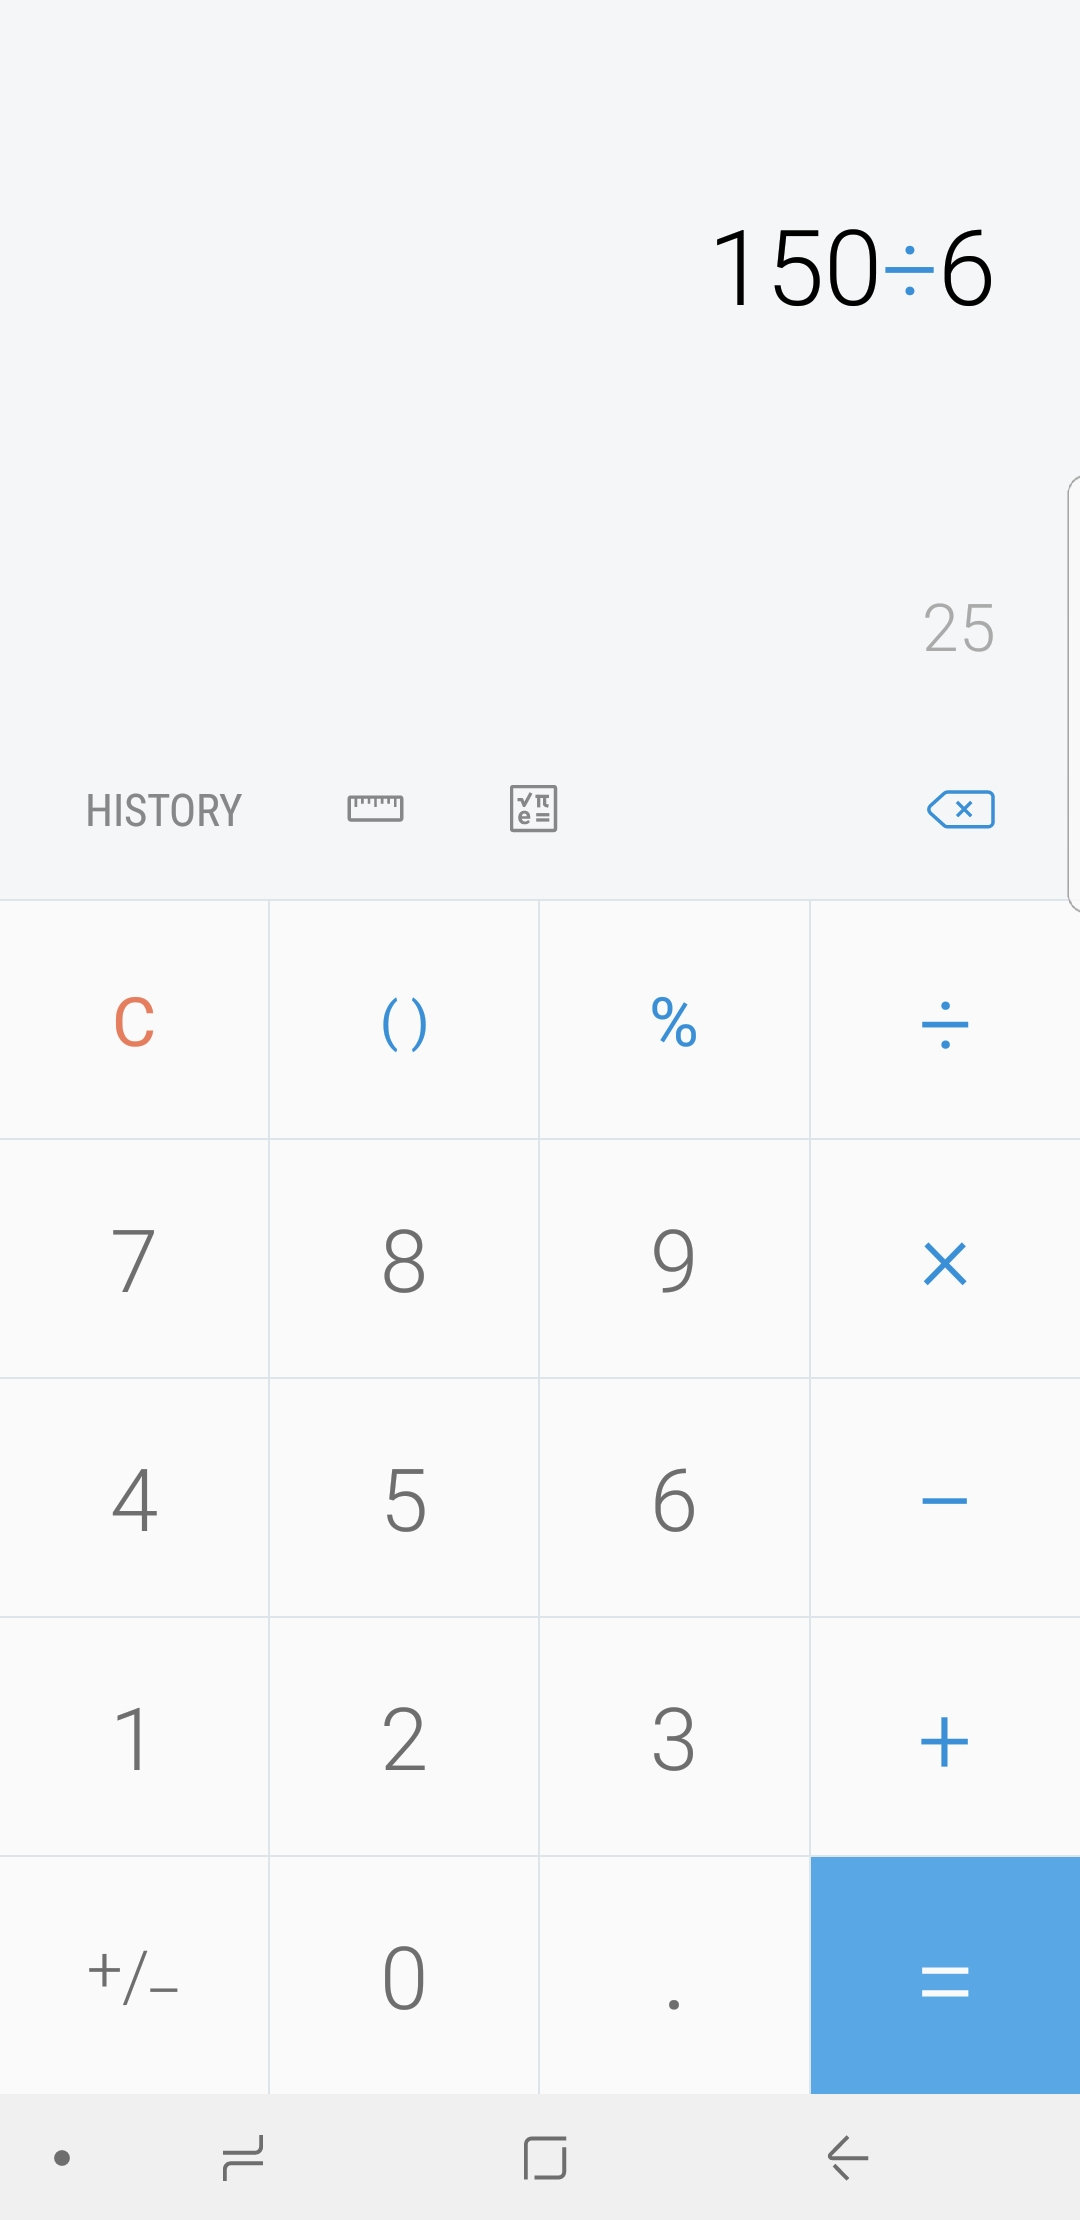 150÷6
25
HISTORY
√π
e=
C ( ) % ÷
7 8 9 ×
4 5 6 −
1 2 3 +
+/− 0 . =